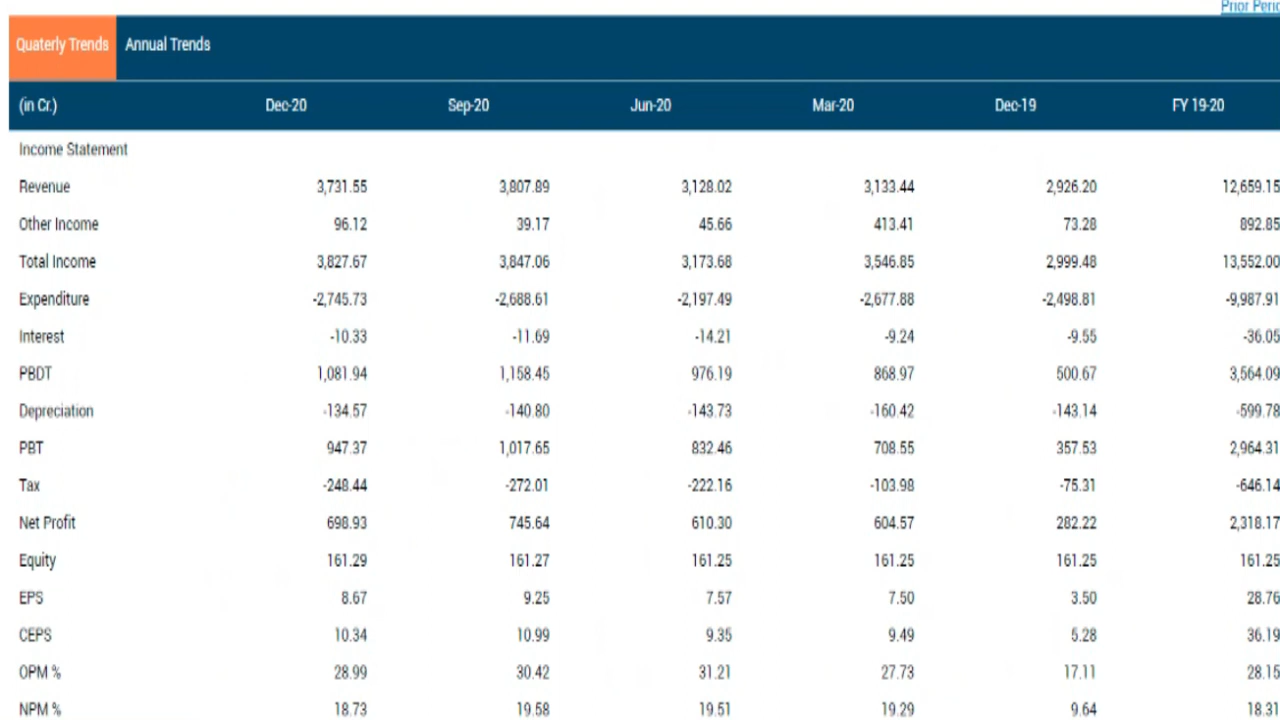 Prior Peri
Quaterly Trends Annual Trends
(in Cr.) Dec-20 Sep-20 Jun-20 Mar-20 Dec-19 FY 19-20
Income Statement
Revenue 3,731.55 3,807.89 3,128.02 3,133.44 2,926.20 12,659.15
Other Income 96.12 39.17 45.66 413.41 73.28 892.85
Total Income 3,827.67 3,847.06 3,173.68 3,546.85 2,999.48 13,552.00
Expenditure -2,745.73 -2,688.61 -2,197.49 -2,677.88 -2,498.81 -9,987.91
Interest -10.33 -11.69 -14.21 -9.24 -9.55 -36.05
PBDT 1,081.94 1,158.45 976.19 868.97 500.67 3,564.09
Depreciation -134.57 -140.80 -143.73 -160.42 -143.14 -599.78
PBT 947.37 1,017.65 832.46 708.55 357.53 2,964.31
Tax -248.44 -272.01 -222.16 -103.98 -75.31 -646.14
Net Profit 698.93 745.64 610.30 604.57 282.22 2,318.17
Equity 161.29 161.27 161.25 161.25 161.25 161.25
EPS 8.67 9.25 7.57 7.50 3.50 28.76
CEPS 10.34 10.99 9.35 9.49 5.28 36.19
OPM % 28.99 30.42 31.21 27.73 17.11 28.15
NPM % 18.73 19.58 19.51 19.29 9.64 18.31